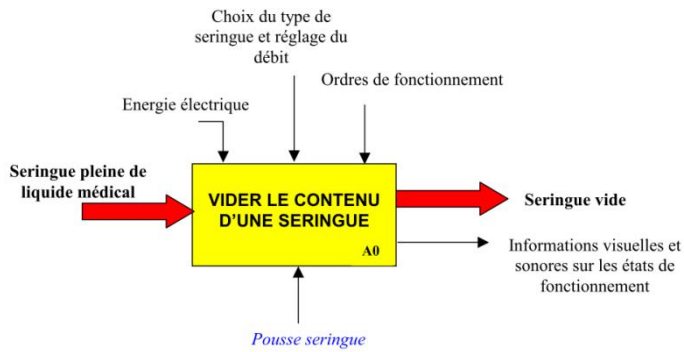 Choix du type de
seringue et réglage du
débit
Ordres de fonctionnement
Energie électrique
Seringue pleine de
liquide médical
VIDER LE CONTENU
D'UNE SERINGUE
A0
Seringue vide
Informations visuelles et
sonores sur les états de
fonctionnement
Pousse seringue